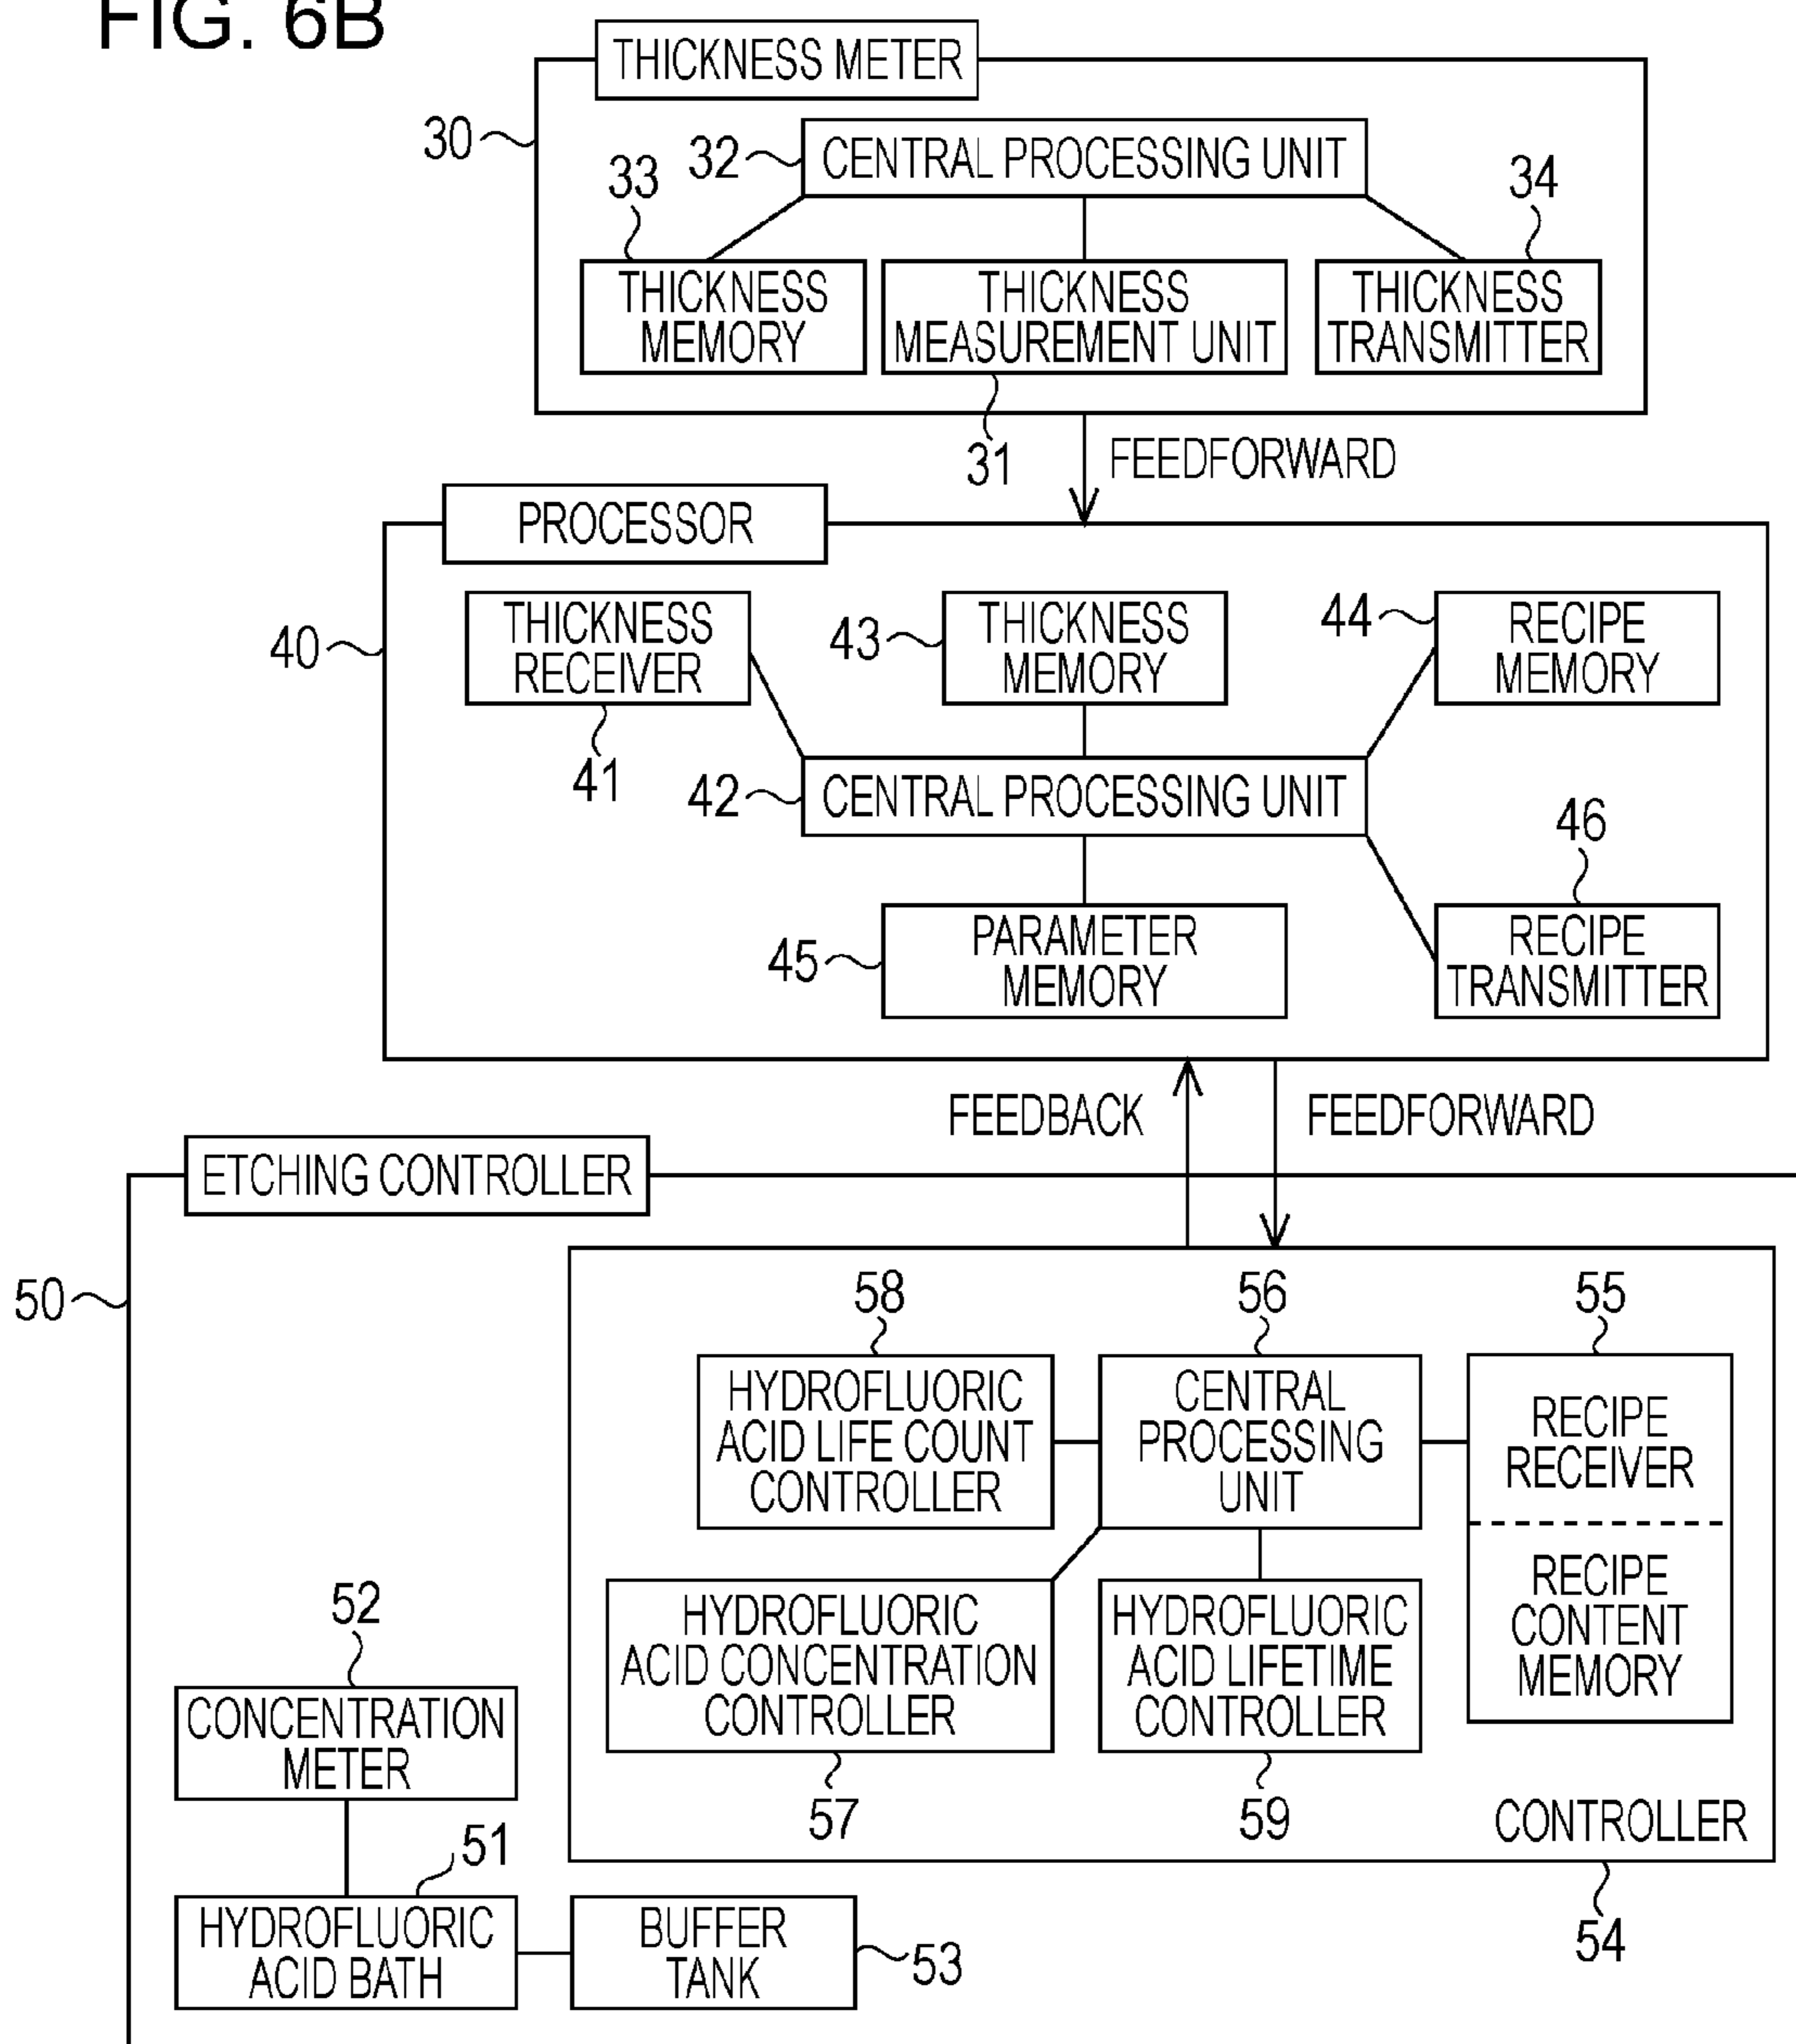 FIG. 6B
THICKNESS METER
30
32
CENTRAL PROCESSING UNIT
33
34
THICKNESS
MEMORY
THICKNESS
MEASUREMENT UNIT
THICKNESS
TRANSMITTER
31
FEEDFORWARD
PROCESSOR
40
THICKNESS
RECEIVER
41
43
THICKNESS
MEMORY
44
RECIPE
MEMORY
42
CENTRAL PROCESSING UNIT
46
45
PARAMETER
MEMORY
RECIPE
TRANSMITTER
FEEDBACK
FEEDFORWARD
ETCHING CONTROLLER
50
58
56
55
HYDROFLUORIC
ACID LIFE COUNT
CONTROLLER
CENTRAL
PROCESSING
UNIT
RECIPE
RECEIVER
RECIPE
CONTENT
MEMORY
HYDROFLUORIC
ACID CONCENTRATION
CONTROLLER
HYDROFLUORIC
ACID LIFETIME
CONTROLLER
57
59
CONTROLLER
54
52
CONCENTRATION
METER
51
HYDROFLUORIC
ACID BATH
BUFFER
TANK
53